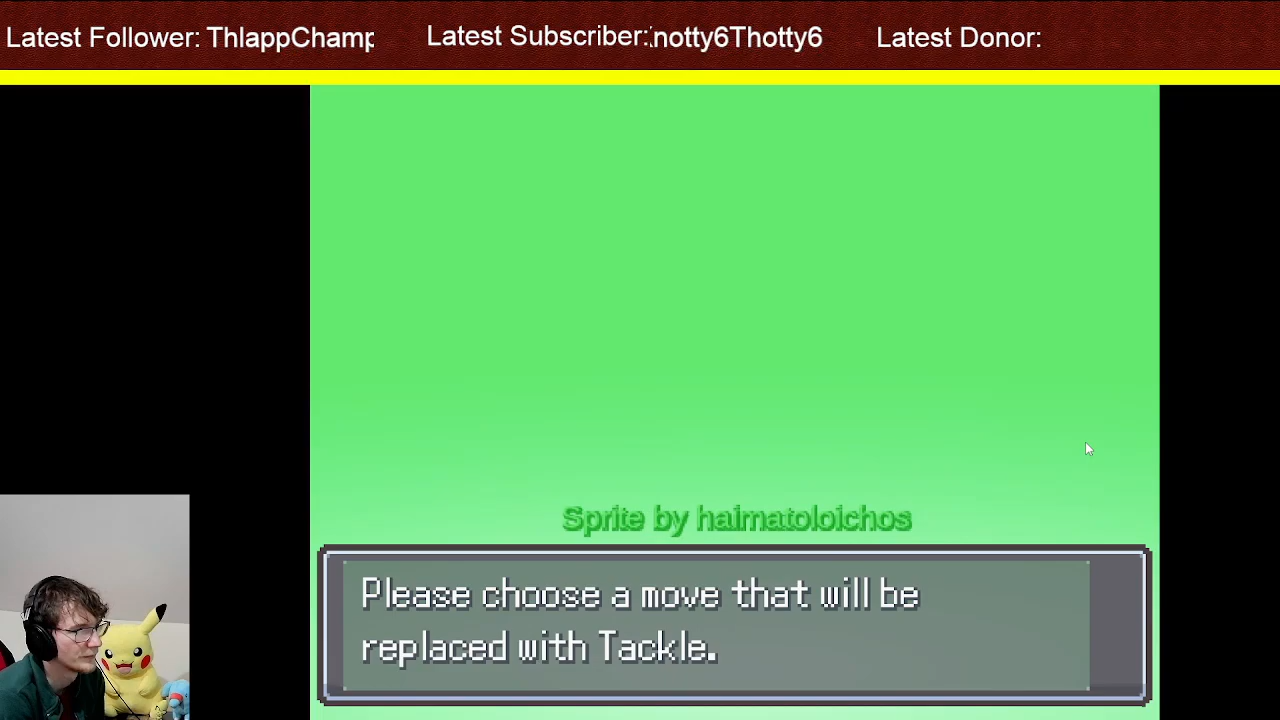 Latest Follower: ThlappChamp
Latest Subscriber:
notty6Thotty6
Latest Donor:
Sprite by haimatoloichos
Please choose a move that will be
replaced with Tackle.